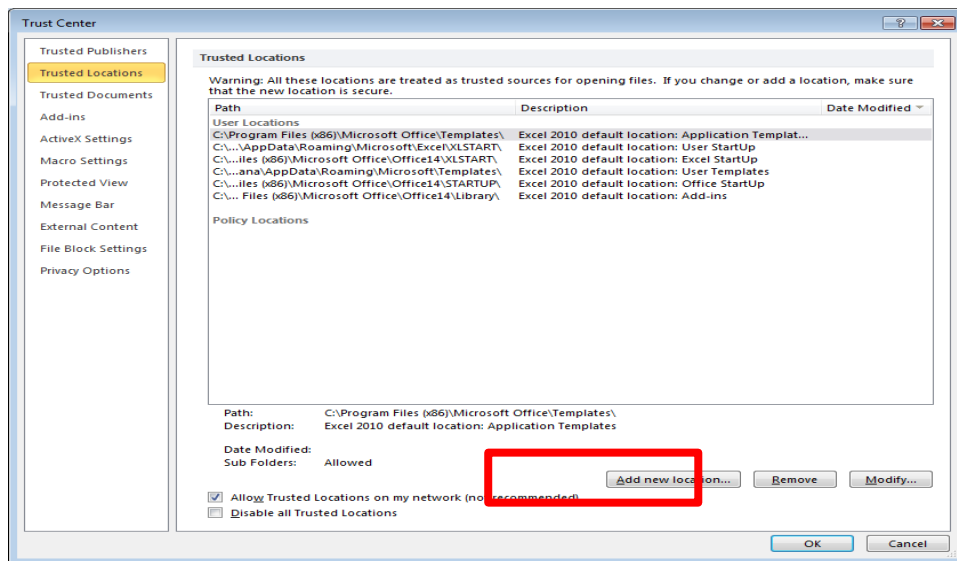 Trust Center
Trusted Publishers
Trusted Locations
Trusted Documents
Add-ins
ActiveX Settings
Macro Settings
Protected View
Message Bar
External Content
File Block Settings
Privacy Options
Trusted Locations
Warning: All these locations are treated as trusted sources for opening files. If you change or add a location, make sure
that the new location is secure.
Path Description Date Modified
User Locations
C:\Program Files (x86)\Microsoft Office\Templates\ Excel 2010 default location: Application Templat...
C:\...\AppData\Roaming\Microsoft\Excel\XLSTART\ Excel 2010 default location: User StartUp
C:\...iles (x86)\Microsoft Office\Office14\XLSTART\ Excel 2010 default location: Excel StartUp
C:\...ana\AppData\Roaming\Microsoft\Templates\ Excel 2010 default location: User Templates
C:\...iles (x86)\Microsoft Office\Office14\STARTUP\ Excel 2010 default location: Office StartUp
C:\... Files (x86)\Microsoft Office\Office14\Library\ Excel 2010 default location: Add-ins
Policy Locations
Path: C:\Program Files (x86)\Microsoft Office\Templates\
Description: Excel 2010 default location: Application Templates
Date Modified:
Sub Folders: Allowed
Add new location... Remove Modify...
Allow Trusted Locations on my network (not recommended)
Disable all Trusted Locations
OK Cancel